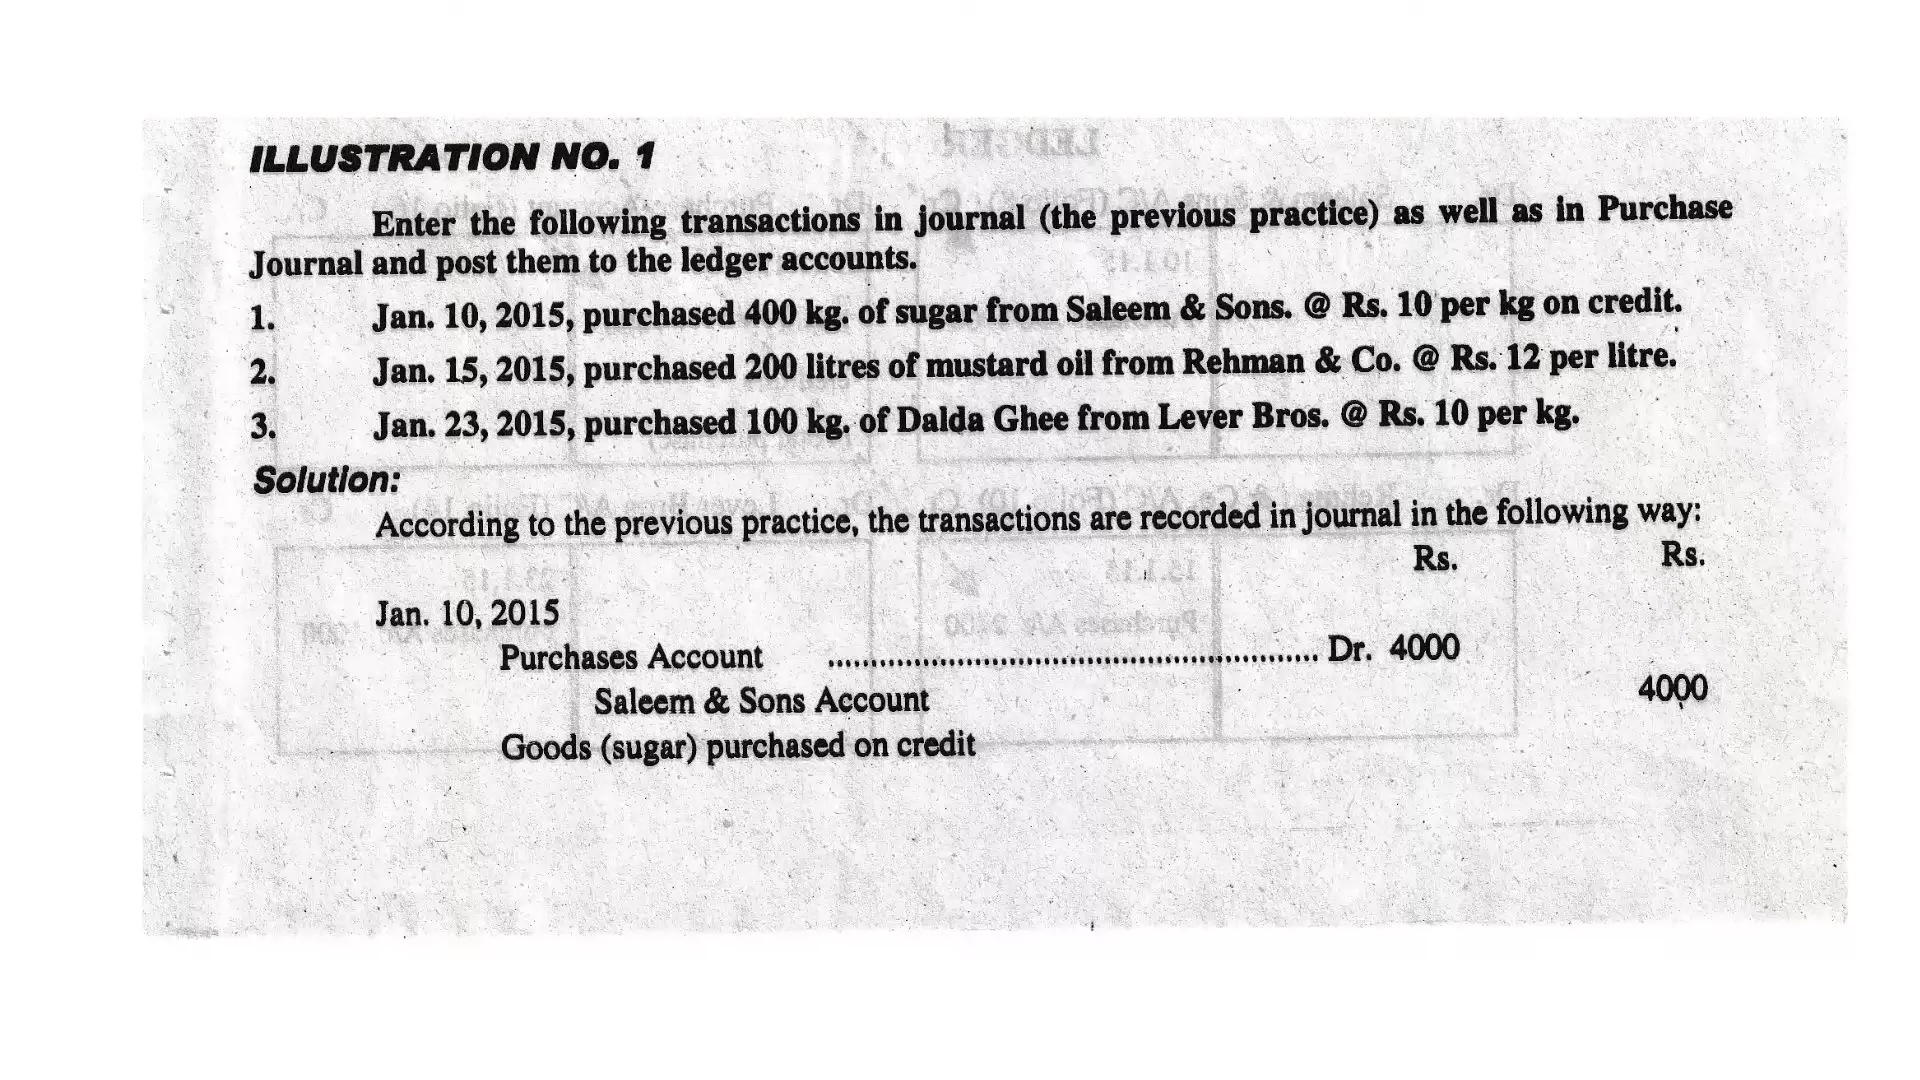 ILLUSTRATION NO. 1
Enter the following transactions in journal (the previous practice) as well as in Purchase
Journal and post them to the ledger accounts.
1. Jan. 10, 2015, purchased 400 kg. of sugar from Saleem & Sons. @ Rs. 10 per kg on credit.
2. Jan. 15, 2015, purchased 200 litres of mustard oil from Rehman & Co. @ Rs. 12 per litre.
3. Jan. 23, 2015, purchased 100 kg. of Dalda Ghee from Lever Bros. @ Rs. 10 per kg.
Solution:
According to the previous practice, the transactions are recorded in journal in the following way:
Rs. Rs.
Jan. 10, 2015
Purchases Account ............................................................ Dr. 4000
Saleem & Sons Account 4000
Goods (sugar) purchased on credit